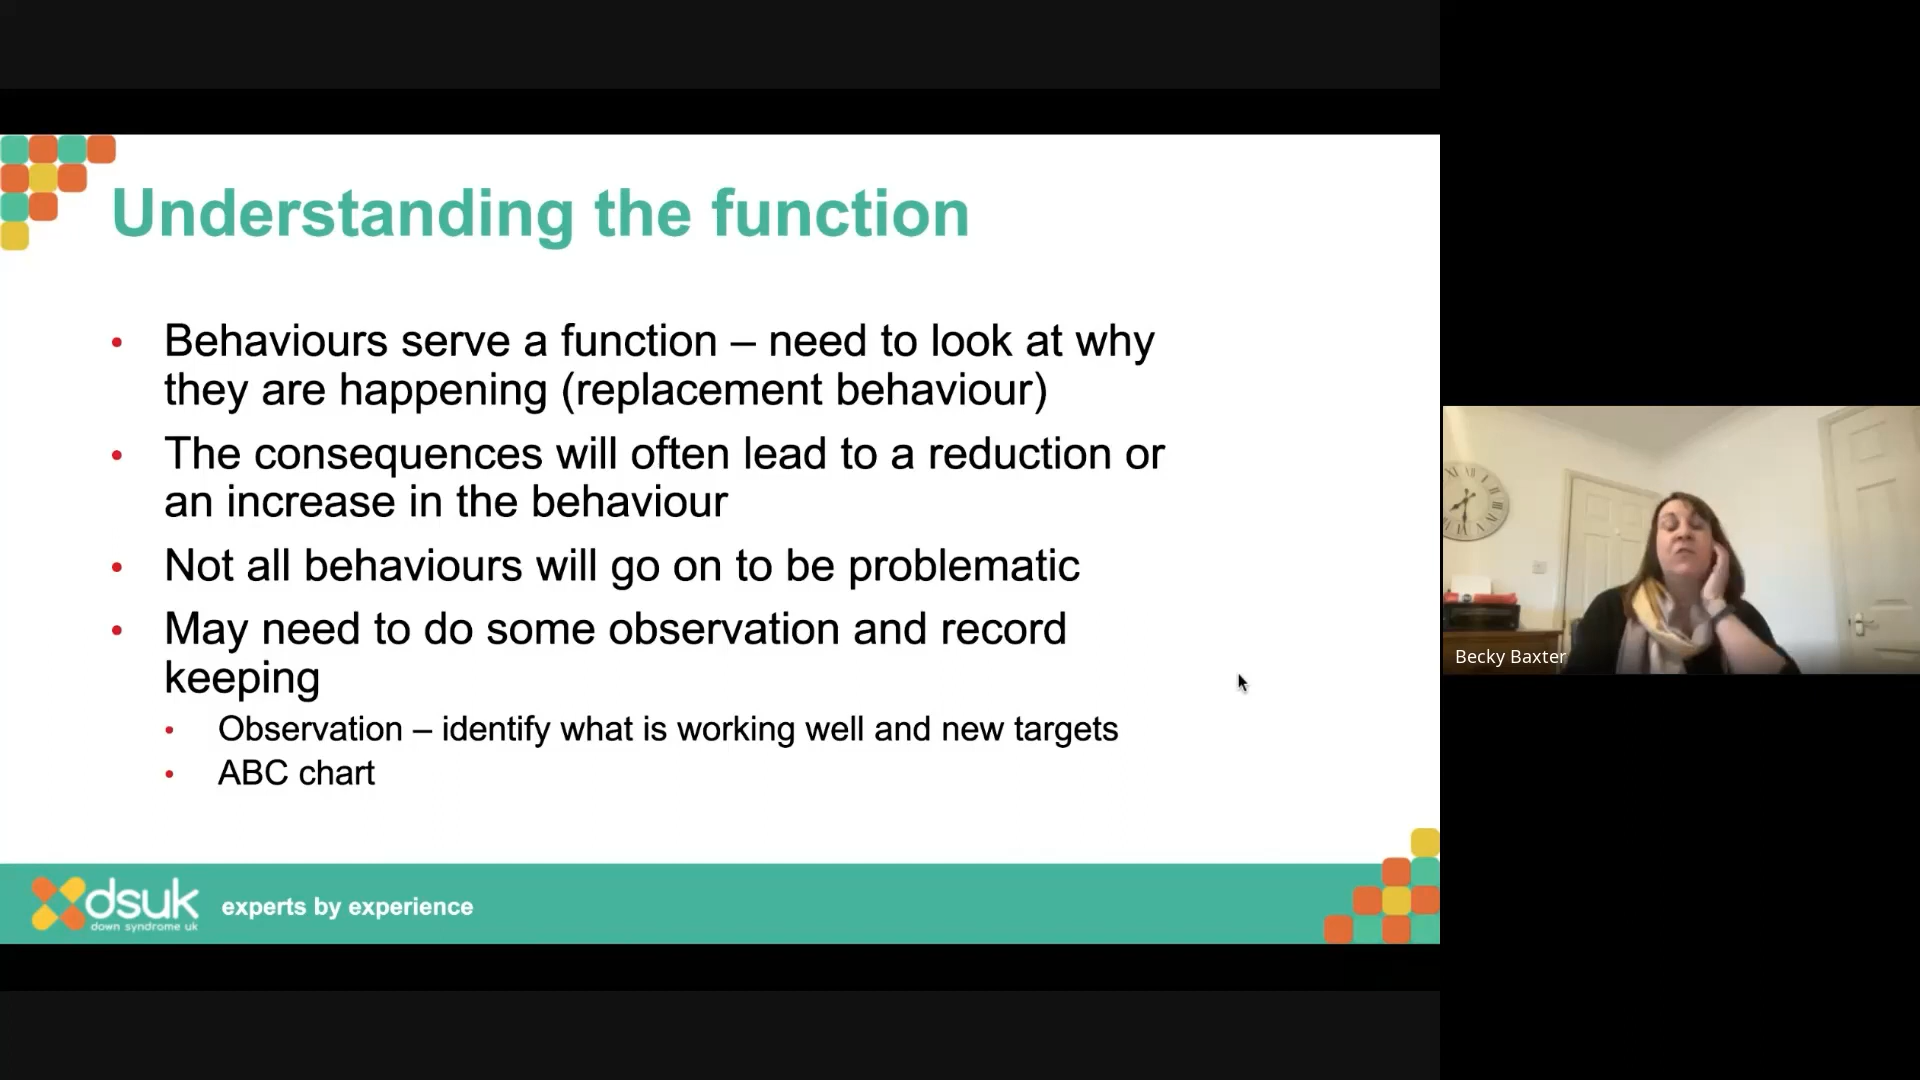 Understanding the function
• Behaviours serve a function – need to look at why
they are happening (replacement behaviour)
• The consequences will often lead to a reduction or
an increase in the behaviour
• Not all behaviours will go on to be problematic
• May need to do some observation and record
keeping
• Observation – identify what is working well and new targets
• ABC chart
dsuk
down syndrome uk
experts by experience
Becky Baxter